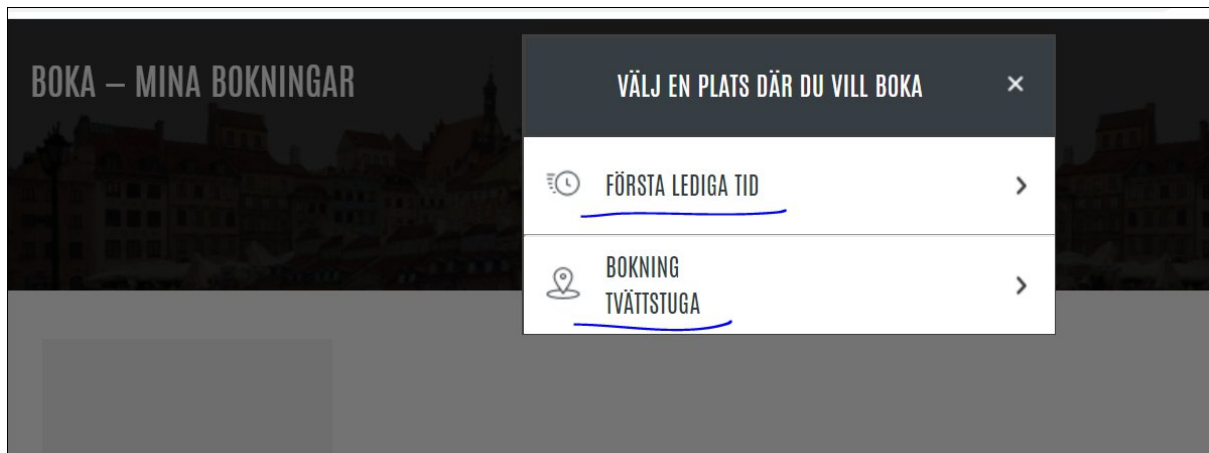 BOKA – MINA BOKNINGAR
VÄLJ EN PLATS DÄR DU VILL BOKA
FÖRSTA LEDIGA TID
BOKNING
TVÄTTSTUGA